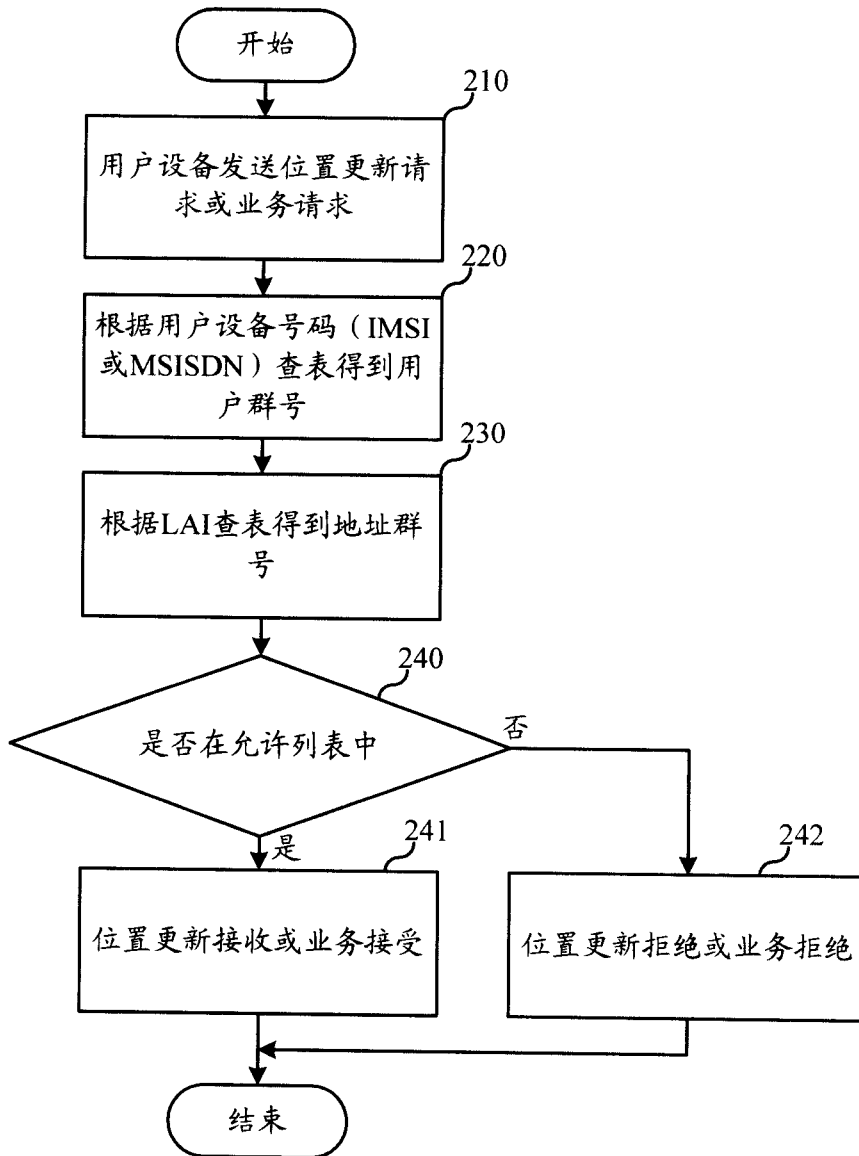 开始
210
用户设备发送位置更新请
求或业务请求
220
根据用户设备号码（IMSI
或MSISDN）查表得到用
户群号
230
根据LAI查表得到地址群
号
240
是否在允许列表中
否
是
241
242
位置更新接收或业务接受
位置更新拒绝或业务拒绝
结束